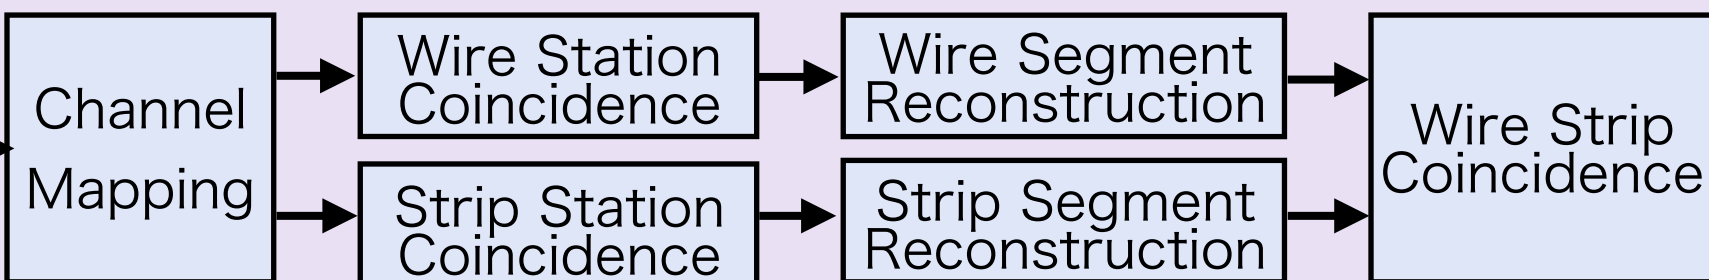 Channel
Mapping
Wire Station
Coincidence
Wire Segment
Reconstruction
Strip Station
Coincidence
Strip Segment
Reconstruction
Wire Strip
Coincidence